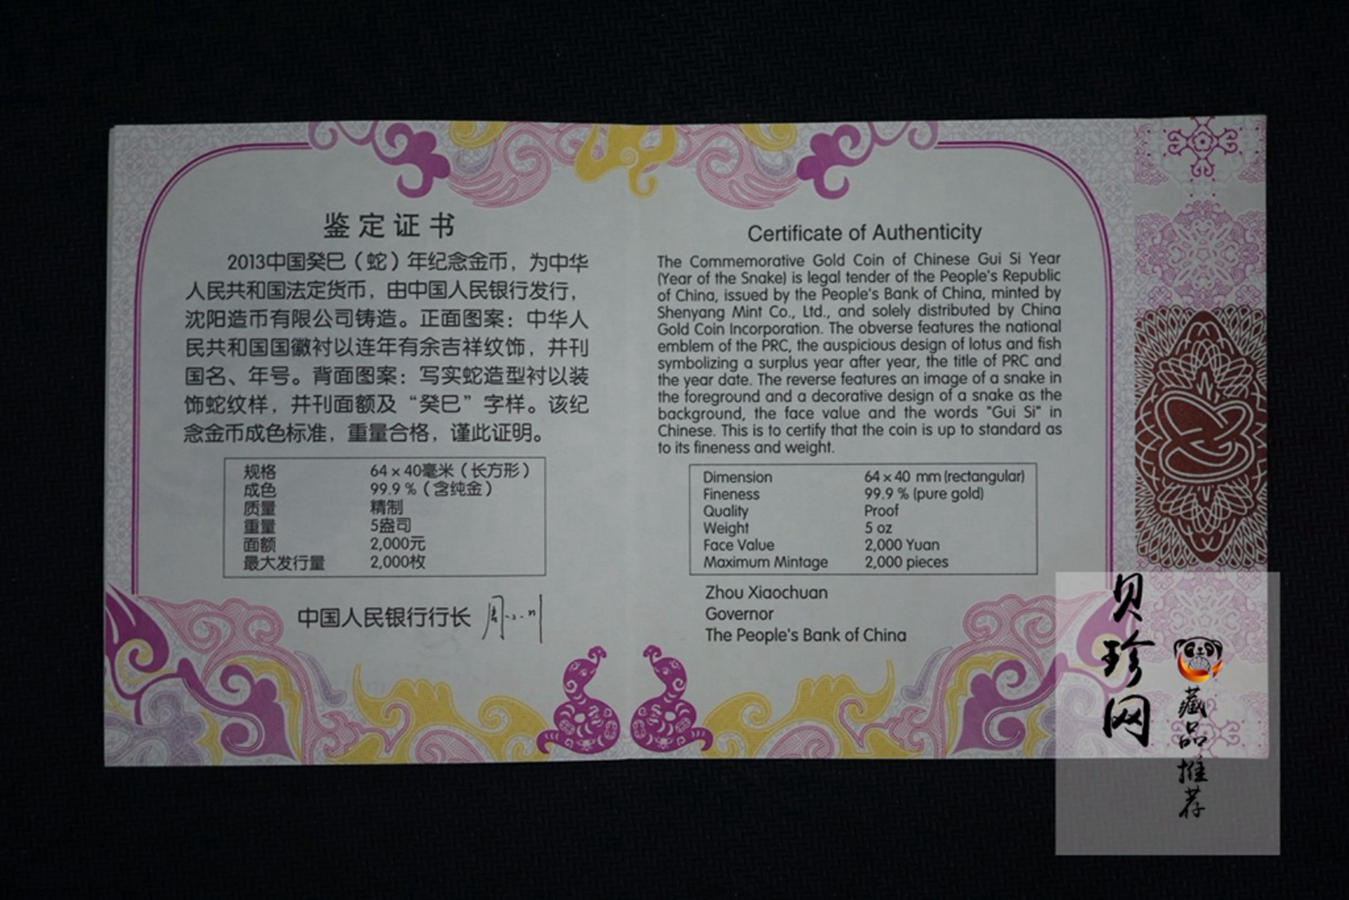 鉴定证书
2013中国癸巳（蛇）年纪念金币，为中华
人民共和国法定货币，由中国人民银行发行，
沈阳造币有限公司铸造。正面图案：中华人
民共和国国徽衬以连年有余吉祥纹饰，并刊
国名、年号。背面图案：写实蛇造型衬以装
饰蛇纹样，并刊面额及“癸巳”字样。该纪
念金币成色标准，重量合格，谨此证明。
规格 64×40毫米（长方形）
成色 99.9%（含纯金）
质量 精制
重量 5盎司
面额 2,000元
最大发行量 2,000枚
中国人民银行行长
Certificate of Authenticity
The Commemorative Gold Coin of Chinese Gui Si Year
(Year of the Snake) is legal tender of the People's Republic
of China, issued by the People's Bank of China, minted by
Shenyang Mint Co., Ltd., and solely distributed by China
Gold Coin Incorporation. The obverse features the national
emblem of the PRC, the auspicious design of lotus and fish
symbolizing a surplus year after year, the title of PRC and
the year date. The reverse features an image of a snake in
the foreground and a decorative design of a snake as the
background, the face value and the words "Gui Si" in
Chinese. This is to certify that the coin is up to standard as
to its fineness and weight.
Dimension 64×40 mm (rectangular)
Fineness 99.9 % (pure gold)
Quality Proof
Weight 5 oz
Face Value 2,000 Yuan
Maximum Mintage 2,000 pieces
Zhou Xiaochuan
Governor
The People's Bank of China
贝珍网
藏品推荐